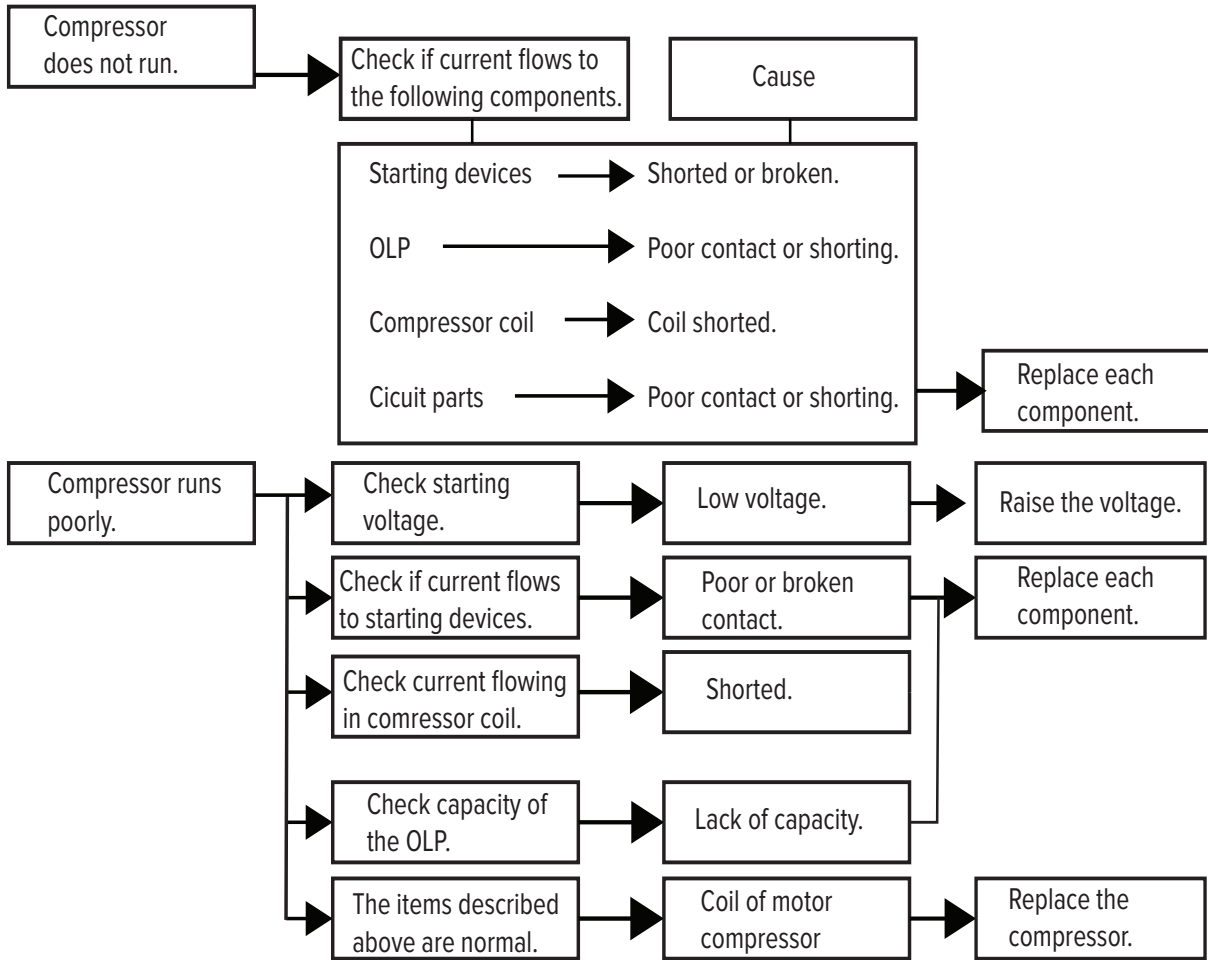 Compressor
does not run.
Check if current flows to
the following components.
Cause
Starting devices
Shorted or broken.
OLP
Poor contact or shorting.
Compressor coil
Coil shorted.
Cicuit parts
Poor contact or shorting.
Replace each
component.
Compressor runs
poorly.
Check starting
voltage.
Low voltage.
Raise the voltage.
Check if current flows
to starting devices.
Poor or broken
contact.
Replace each
component.
Check current flowing
in comressor coil.
Shorted.
Check capacity of
the OLP.
Lack of capacity.
The items described
above are normal.
Coil of motor
compressor
Replace the
compressor.